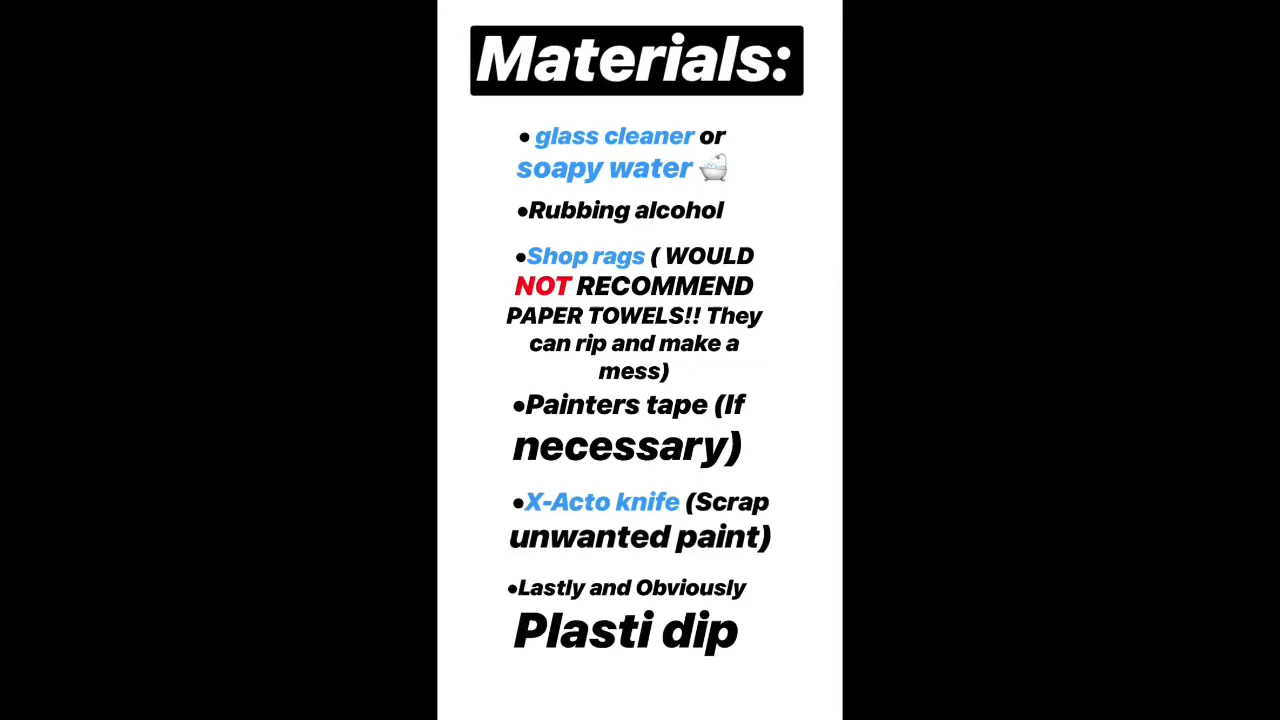 Materials:
● glass cleaner or
soapy water 🛁
●Rubbing alcohol
●Shop rags ( WOULD
NOT RECOMMEND
PAPER TOWELS!! They
can rip and make a
mess)
●Painters tape (If
necessary)
●X-Acto knife (Scrap
unwanted paint)
●Lastly and Obviously
Plasti dip